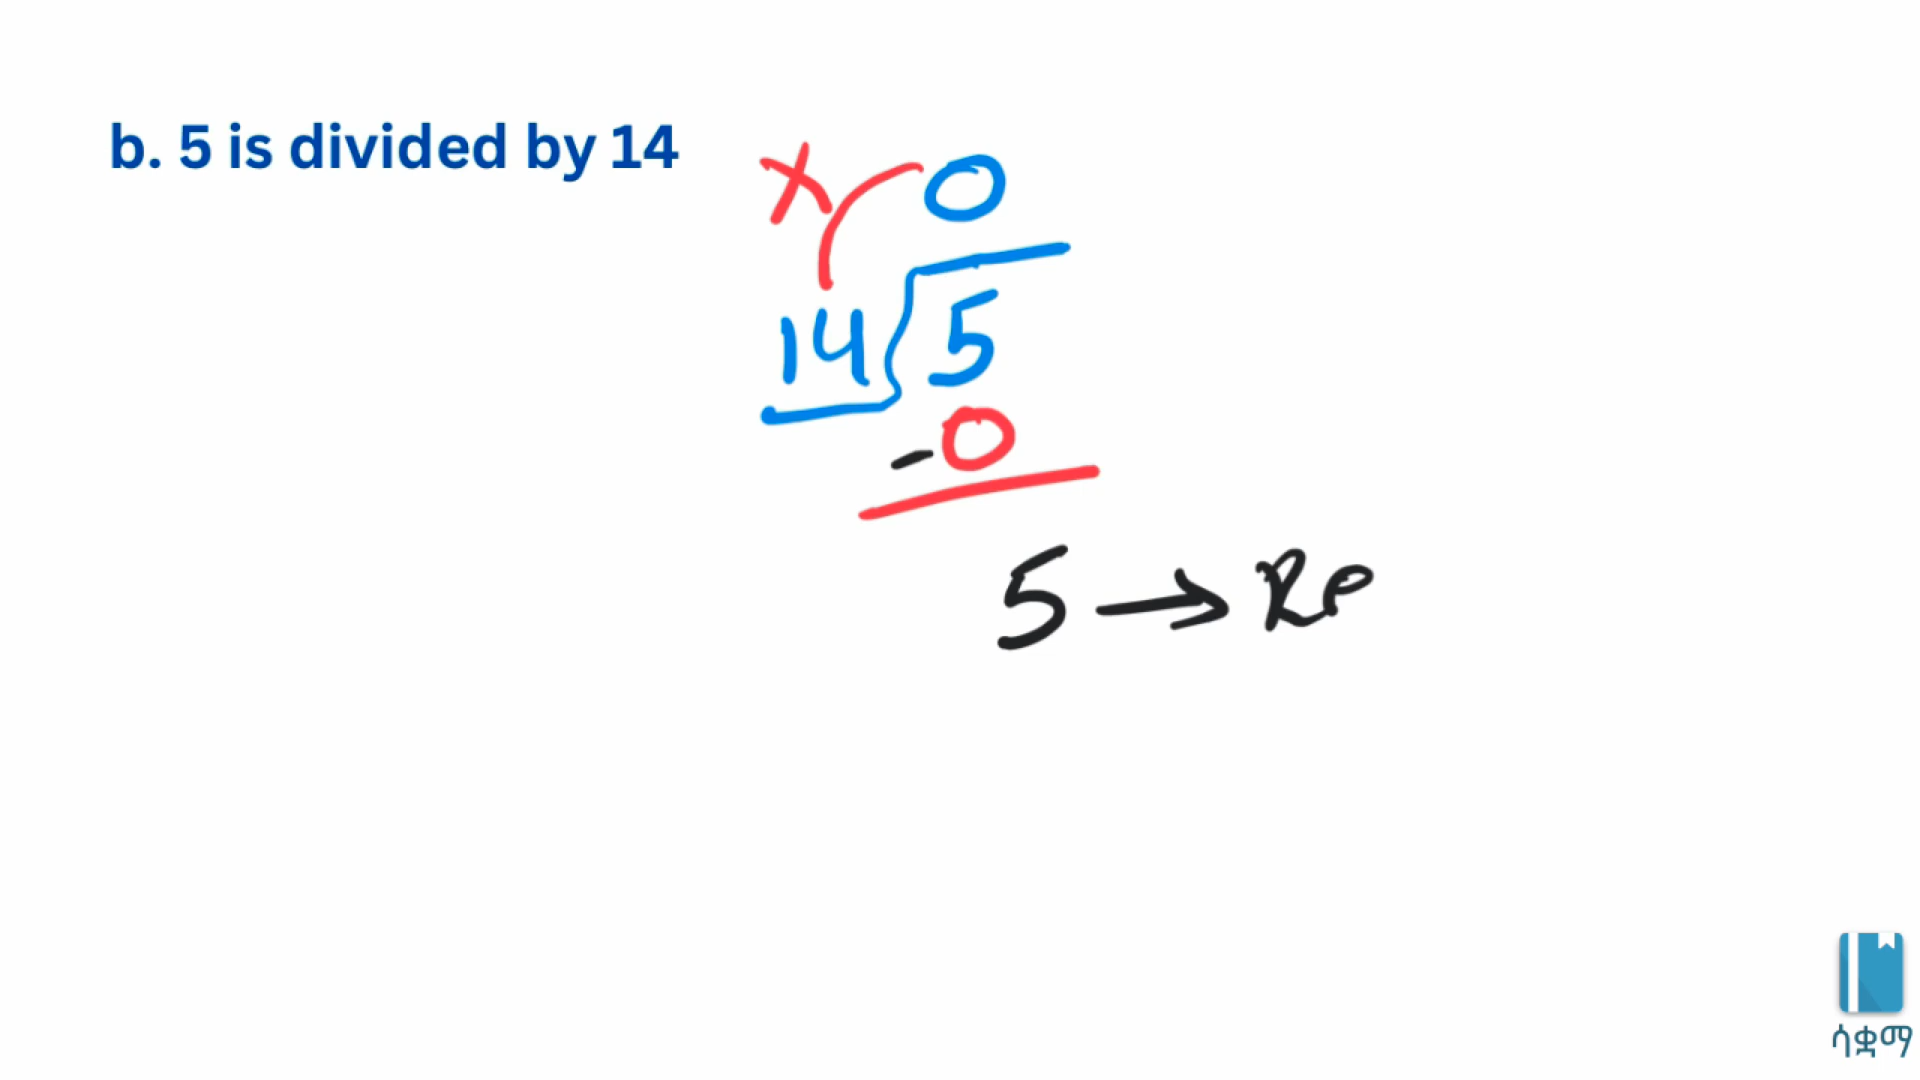 b. 5 is divided by 14
× 0
14 5
-0
5 → Re
ሳቋማ